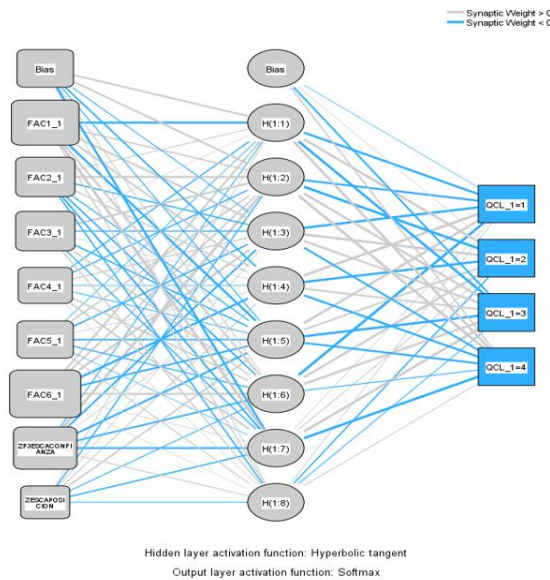 Synaptic Weight > 0
Synaptic Weight < 0
Bias
Bias
FAC1_1
H(1:1)
FAC2_1
H(1:2)
QCL_1=1
FAC3_1
H(1:3)
QCL_1=2
FAC4_1
H(1:4)
QCL_1=3
FAC5_1
H(1:5)
QCL_1=4
FAC6_1
H(1:6)
ZP3ESCACONFI
ANZA
H(1:7)
ZESCAPOSI
CION
H(1:8)
Hidden layer activation function: Hyperbolic tangent
Output layer activation function: Softmax